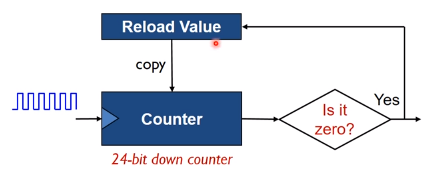 Reload Value
copy
Counter
24-bit down counter
Is it
zero?
Yes